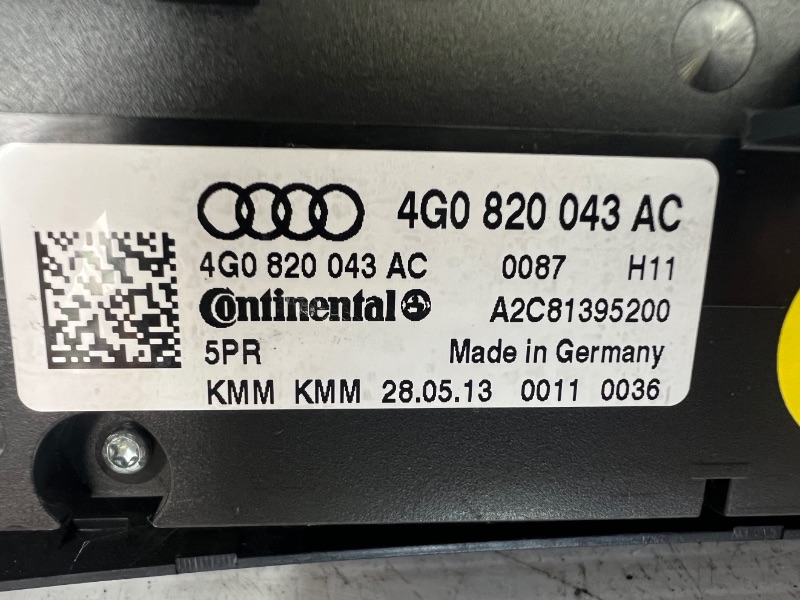 4G0 820 043 AC
4G0 820 043 AC 0087 H11
Continental A2C81395200
5PR Made in Germany
KMM KMM 28.05.13 0011 0036